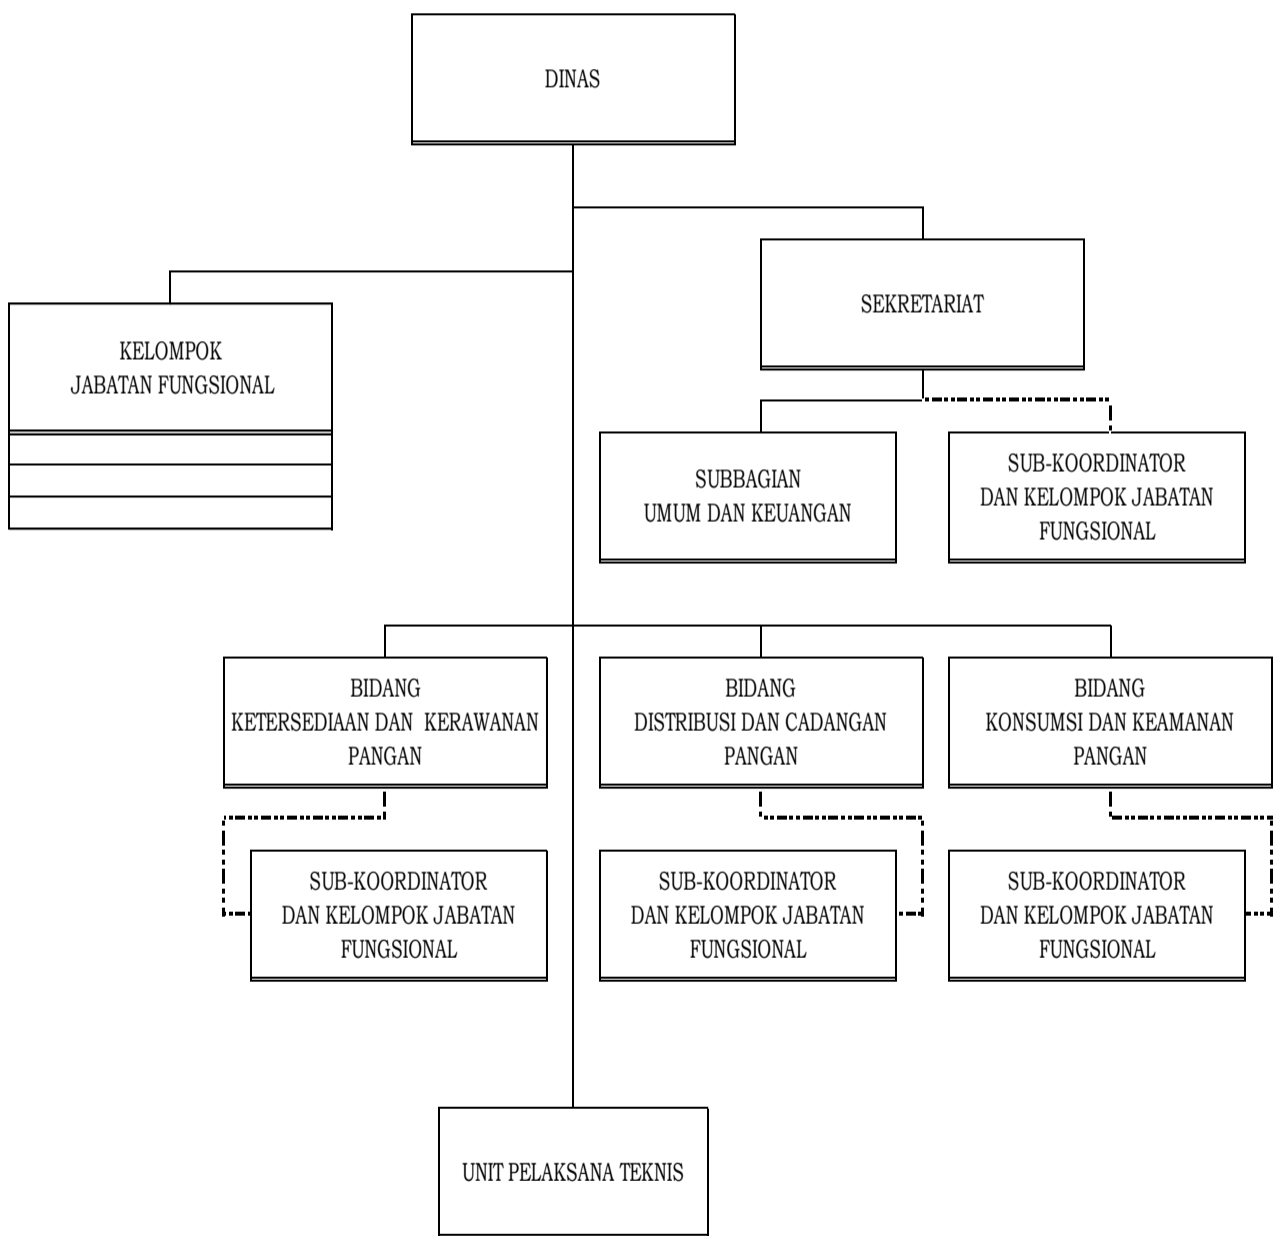 DINAS
SEKRETARIAT
KELOMPOK
JABATAN FUNGSIONAL
SUBBAGIAN
UMUM DAN KEUANGAN
SUB-KOORDINATOR
DAN KELOMPOK JABATAN
FUNGSIONAL
BIDANG
KETERSEDIAAN DAN KERAWANAN
PANGAN
BIDANG
DISTRIBUSI DAN CADANGAN
PANGAN
BIDANG
KONSUMSI DAN KEAMANAN
PANGAN
SUB-KOORDINATOR
DAN KELOMPOK JABATAN
FUNGSIONAL
SUB-KOORDINATOR
DAN KELOMPOK JABATAN
FUNGSIONAL
SUB-KOORDINATOR
DAN KELOMPOK JABATAN
FUNGSIONAL
UNIT PELAKSANA TEKNIS